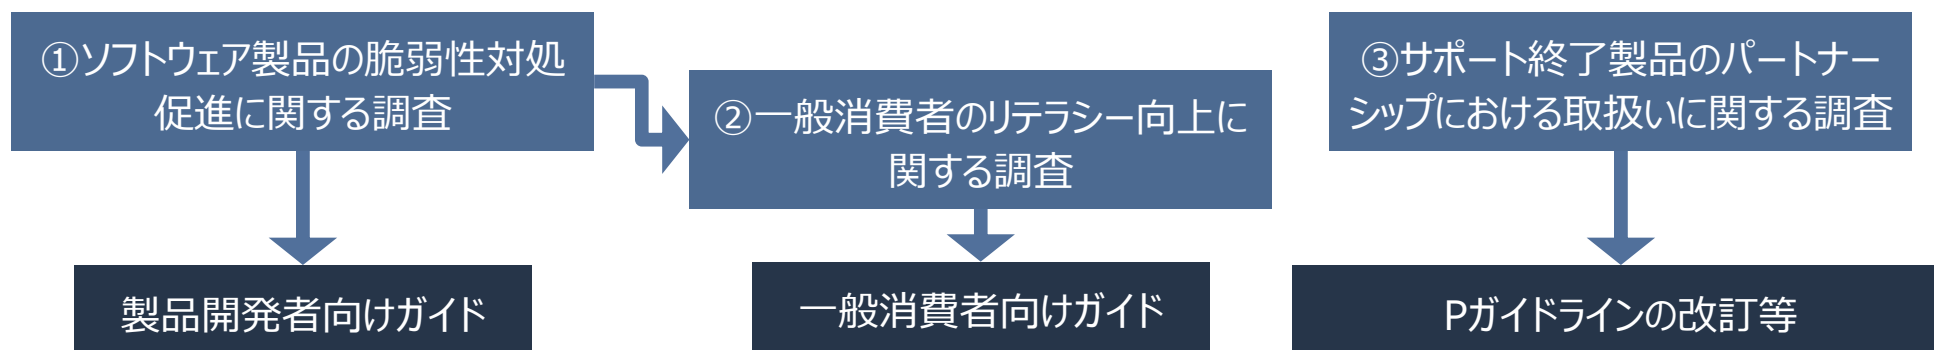 ①ソフトウェア製品の脆弱性対処
促進に関する調査
②一般消費者のリテラシー向上に
関する調査
③サポート終了製品のパートナー
シップにおける取扱いに関する調査
製品開発者向けガイド
一般消費者向けガイド
Pガイドラインの改訂等